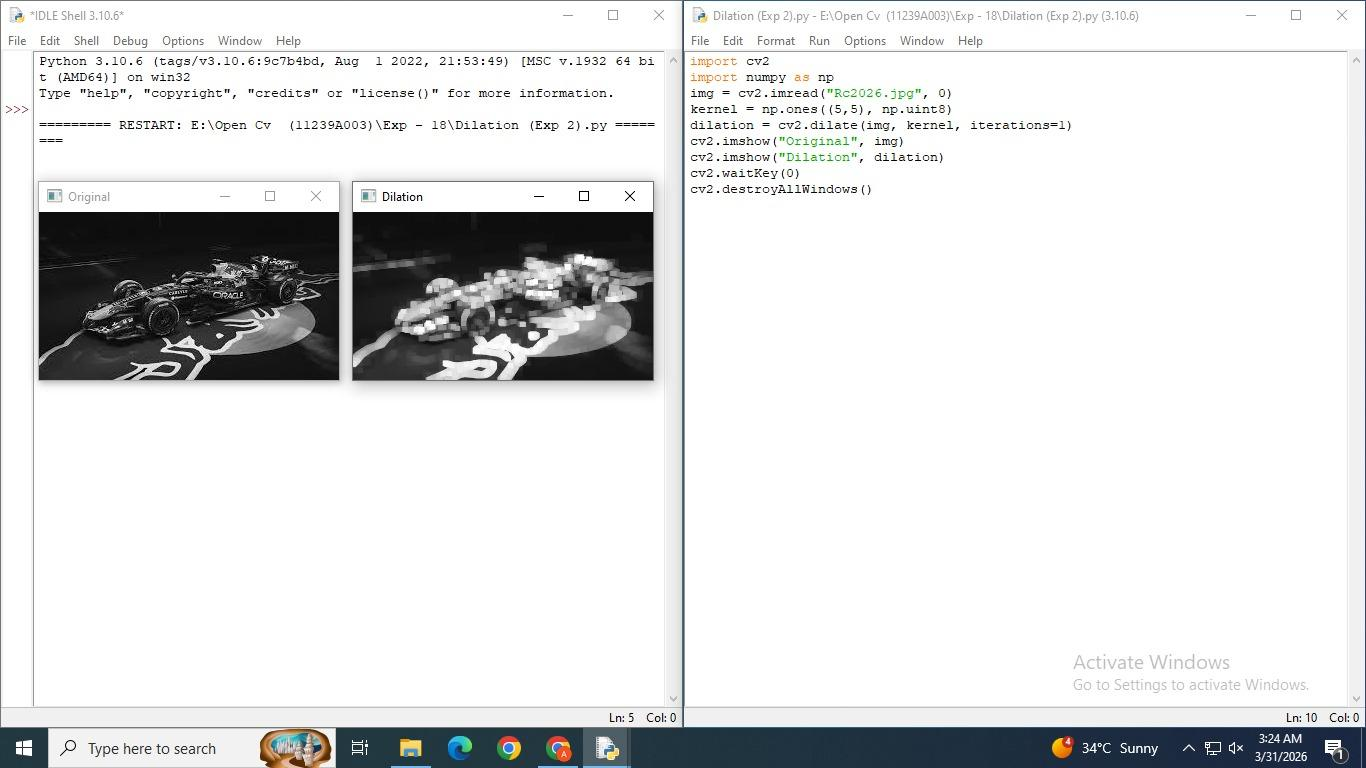 *IDLE Shell 3.10.6*
File Edit Shell Debug Options Window Help
Python 3.10.6 (tags/v3.10.6:9c7b4bd, Aug  1 2022, 21:53:49) [MSC v.1932 64 bi
t (AMD64)] on win32
Type "help", "copyright", "credits" or "license()" for more information.
>>>
========= RESTART: E:\Open Cv  (11239A003)\Exp - 18\Dilation (Exp 2).py =====
===
Original
ORACLE
Dilation
Ln: 5 Col: 0
Dilation (Exp 2).py - E:\Open Cv  (11239A003)\Exp - 18\Dilation (Exp 2).py (3.10.6)
File Edit Format Run Options Window Help
import cv2
import numpy as np
img = cv2.imread("Rc2026.jpg", 0)
kernel = np.ones((5,5), np.uint8)
dilation = cv2.dilate(img, kernel, iterations=1)
cv2.imshow("Original", img)
cv2.imshow("Dilation", dilation)
cv2.waitKey(0)
cv2.destroyAllWindows()
Activate Windows
Go to Settings to activate Windows.
Ln: 10 Col: 0
Type here to search
A
4
34°C Sunny
3:24 AM
3/31/2026
1